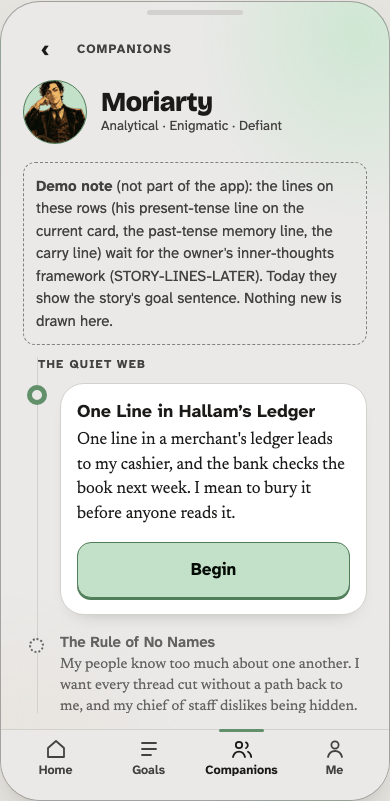 COMPANIONS
Moriarty
Analytical · Enigmatic · Defiant
Demo note (not part of the app): the lines on
these rows (his present-tense line on the
current card, the past-tense memory line, the
carry line) wait for the owner's inner-thoughts
framework (STORY-LINES-LATER). Today they
show the story's goal sentence. Nothing new is
drawn here.
THE QUIET WEB
One Line in Hallam’s Ledger
One line in a merchant's ledger leads
to my cashier, and the bank checks the
book next week. I mean to bury it
before anyone reads it.
Begin
The Rule of No Names
My people know too much about one another. I
want every thread cut without a path back to
me, and my chief of staff dislikes being hidden.
Home
Goals
Companions
Me